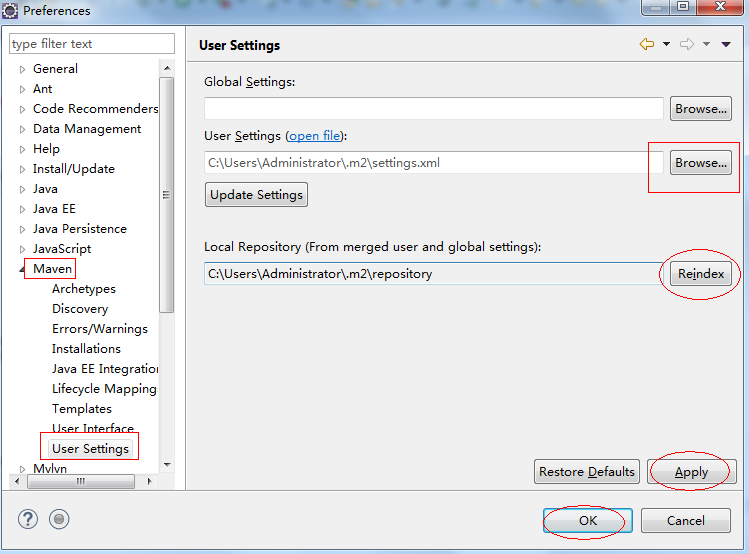 Preferences
type filter text
General
Ant
Code Recommenders
Data Management
Help
Install/Update
Java
Java EE
Java Persistence
JavaScript
Maven
Archetypes
Discovery
Errors/Warnings
Installations
Java EE Integration
Lifecycle Mapping
Templates
User Interface
User Settings
Mylyn
User Settings
Global Settings:
Browse...
User Settings (open file):
C:\Users\Administrator\.m2\settings.xml
Browse...
Update Settings
Local Repository (From merged user and global settings):
C:\Users\Administrator\.m2\repository
Reindex
Restore Defaults
Apply
OK
Cancel